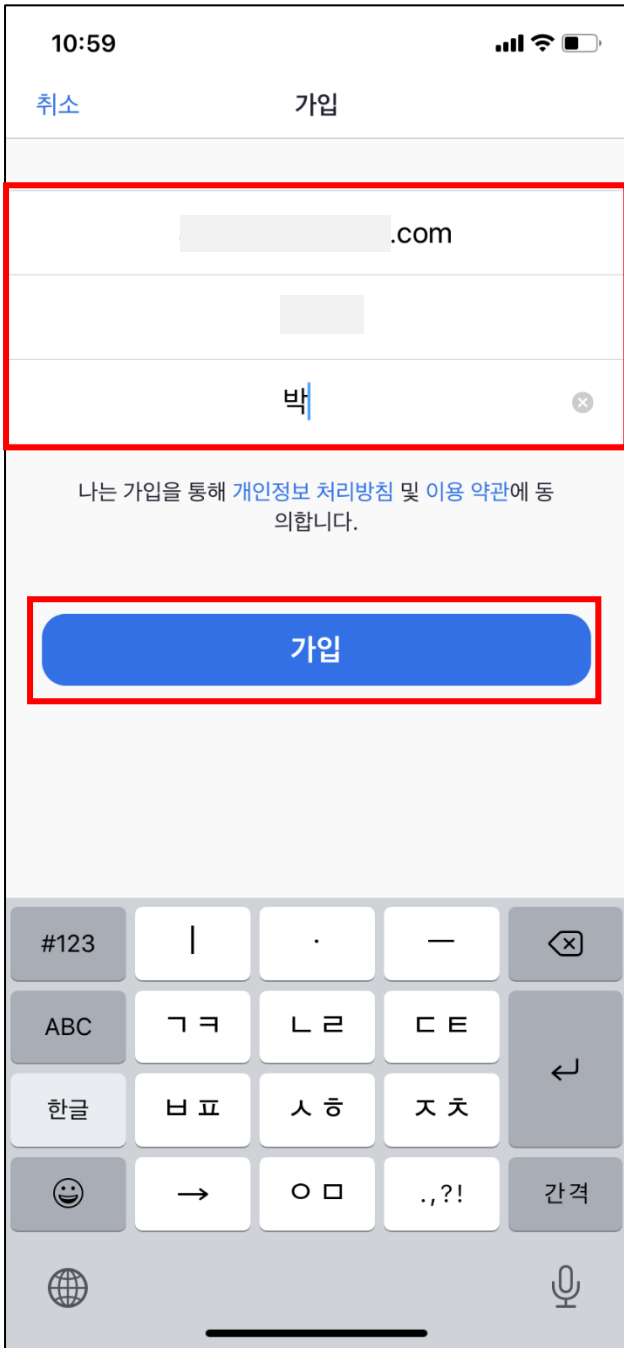 10:59
취소 가입
.com
박
나는 가입을 통해 개인정보 처리방침 및 이용 약관에 동
의합니다.
가입
#123 ㅣ · ㅡ
ABC ㄱㅋ ㄴㄹ ㄷㅌ
한글 ㅂㅍ ㅅㅎ ㅈㅊ
→ ㅇㅁ .,?! 간격